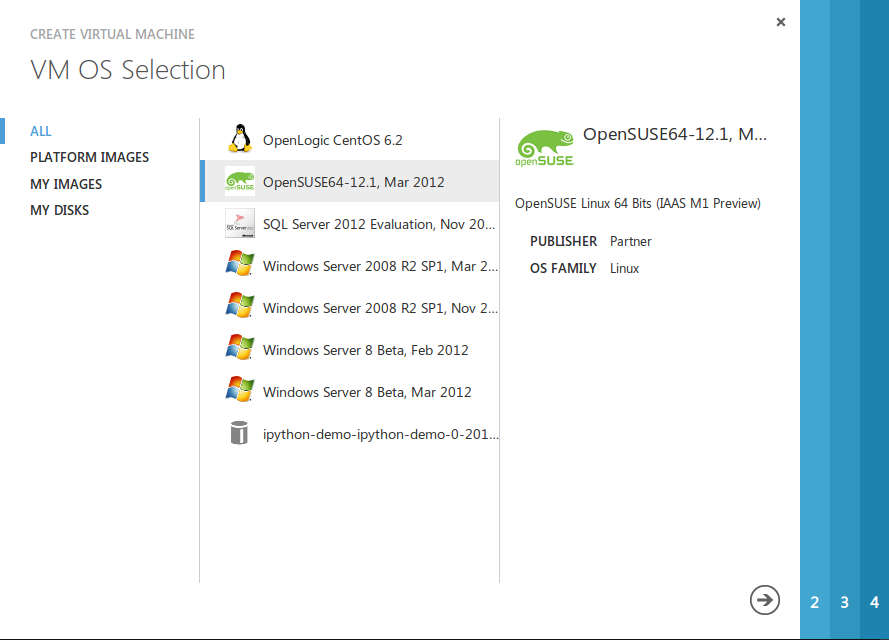 CREATE VIRTUAL MACHINE
VM OS Selection
ALL
PLATFORM IMAGES
MY IMAGES
MY DISKS
OpenLogic CentOS 6.2
openSUSE
OpenSUSE64-12.1, Mar 2012
SQL Server 2012 Evaluation, Nov 20...
Windows Server 2008 R2 SP1, Mar 2...
Windows Server 2008 R2 SP1, Nov 2...
Windows Server 8 Beta, Feb 2012
Windows Server 8 Beta, Mar 2012
ipython-demo-ipython-demo-0-201...
openSUSE
OpenSUSE64-12.1, M...
OpenSUSE Linux 64 Bits (IAAS M1 Preview)
PUBLISHER Partner
OS FAMILY Linux
2 3 4